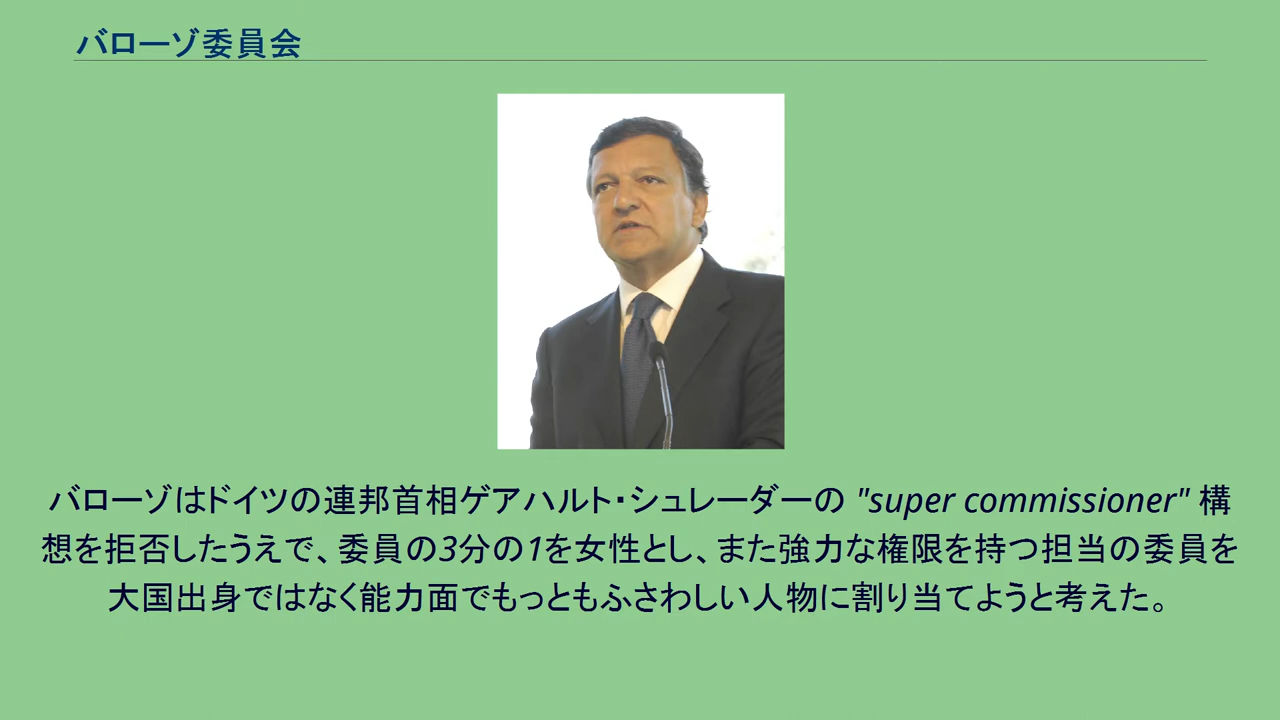 バローゾ委員会
バローゾはドイツの連邦首相ゲアハルト・シュレーダーの "super commissioner" 構
想を拒否したうえで、委員の3分の1を女性とし、また強力な権限を持つ担当の委員を
大国出身ではなく能力面でもっともふさわしい人物に割り当てようと考えた。